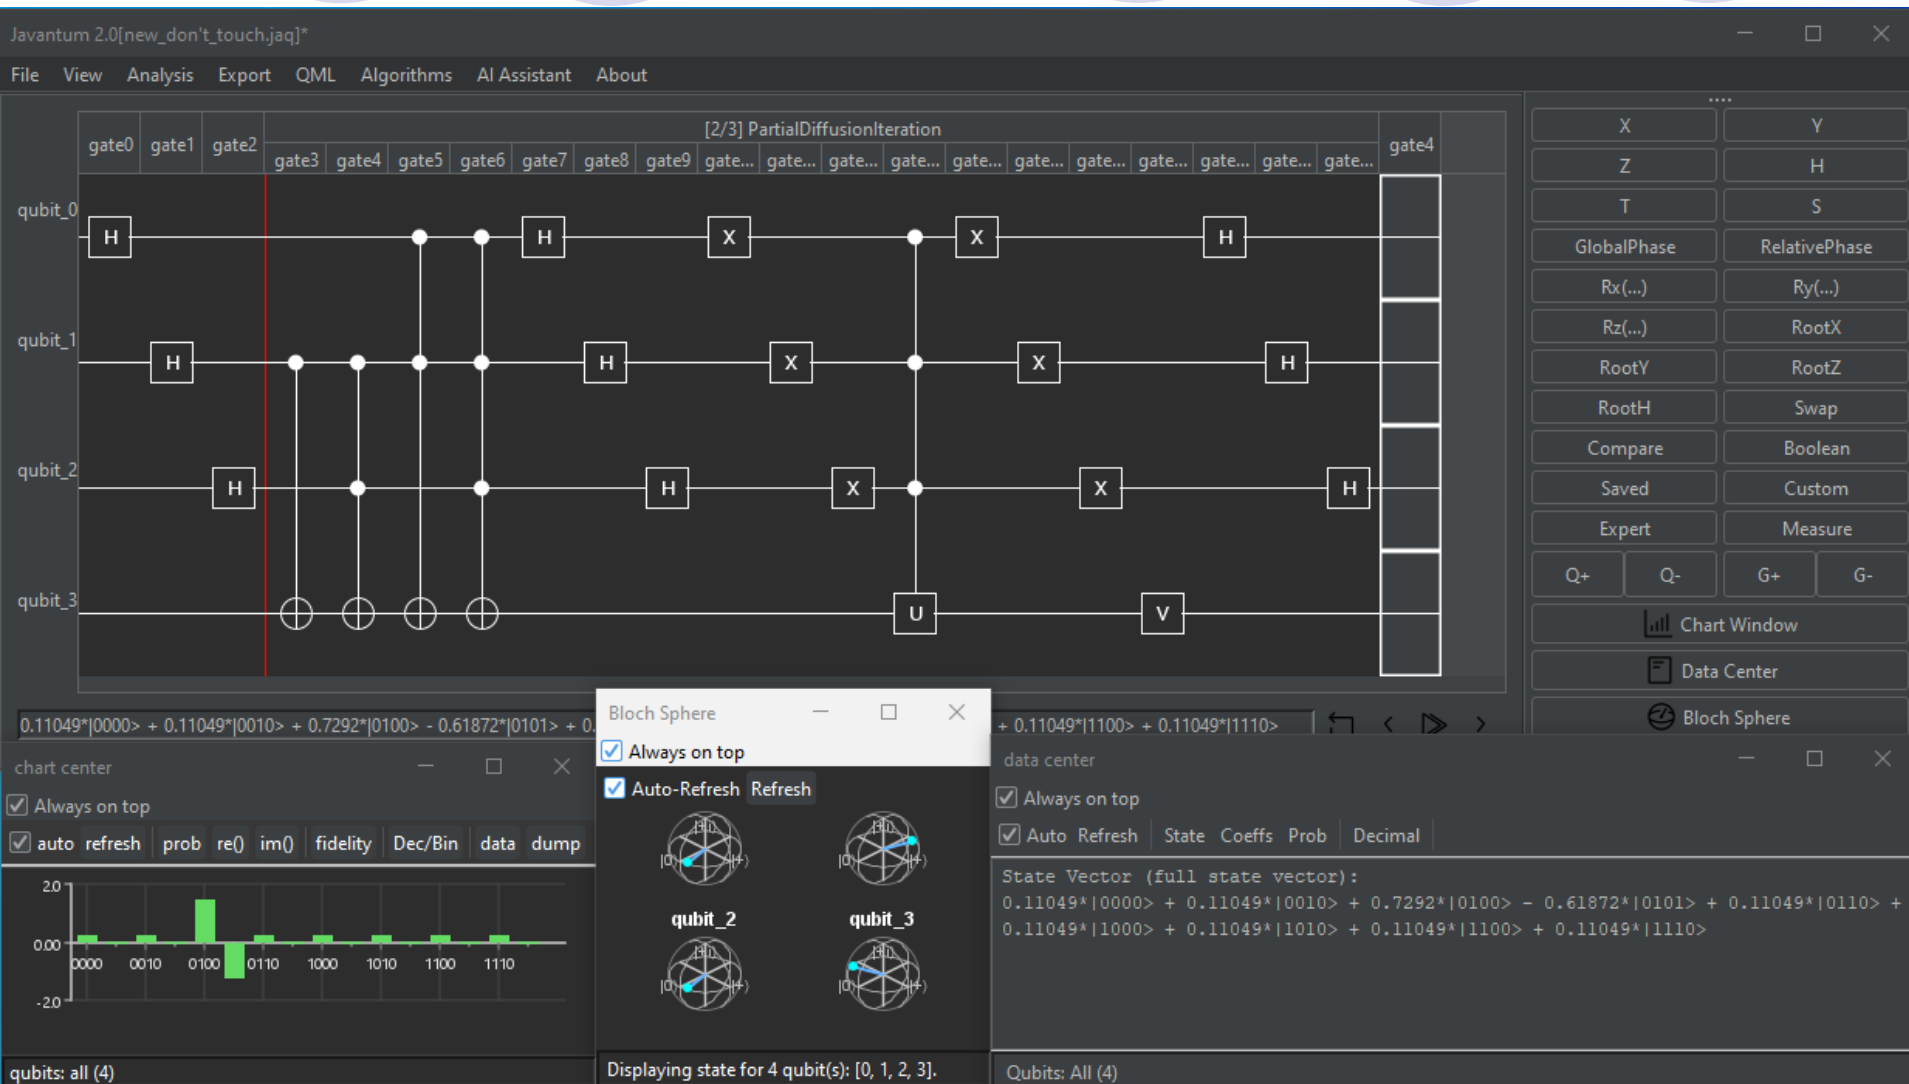 Javantum 2.0[new_don't_touch.jaq]*
File View Analysis Export QML Algorithms AI Assistant About
gate0 gate1 gate2 [2/3] PartialDiffusionIteration gate4
gate3 gate4 gate5 gate6 gate7 gate8 gate9 gate... gate... gate... gate... gate... gate... gate... gate... gate... gate... gate...
qubit_0
H H X X H
qubit_1
H H X X H
qubit_2
H H X X H
qubit_3
U V
X Y
Z H
T S
GlobalPhase RelativePhase
Rx(...) Ry(...)
Rz(...) RootX
RootY RootZ
RootH Swap
Compare Boolean
Saved Custom
Expert Measure
Q+ Q- G+ G-
Chart Window
Data Center
Bloch Sphere
0.11049*|0000> + 0.11049*|0010> + 0.7292*|0100> - 0.61872*|0101> + 0. + 0.11049*|1100> + 0.11049*|1110>
chart center
Always on top
auto refresh prob re() im() fidelity Dec/Bin data dump
2.0
0.00
-2.0
0000 0010 0100 0110 1000 1010 1100 1110
qubits: all (4)
Bloch Sphere
Always on top
Auto-Refresh Refresh
qubit_2 qubit_3
Displaying state for 4 qubit(s): [0, 1, 2, 3].
data center
Always on top
Auto Refresh State Coeffs Prob Decimal
State Vector (full state vector):
0.11049*|0000> + 0.11049*|0010> + 0.7292*|0100> - 0.61872*|0101> + 0.11049*|0110> +
0.11049*|1000> + 0.11049*|1010> + 0.11049*|1100> + 0.11049*|1110>
Qubits: All (4)